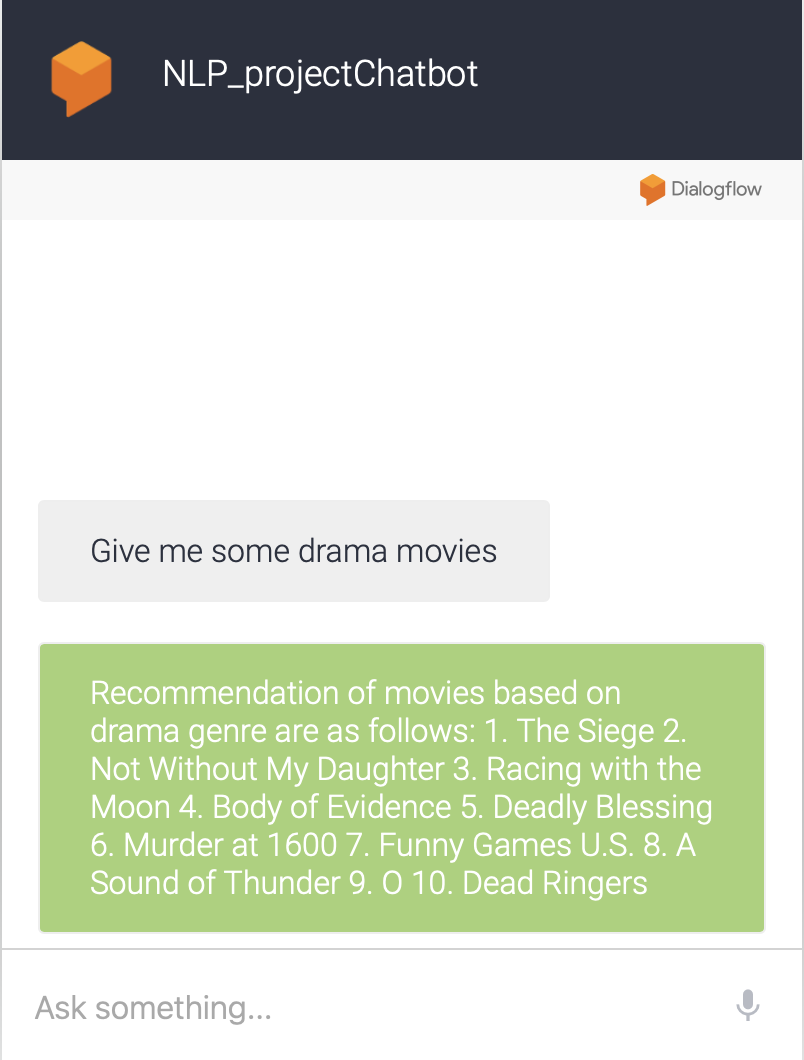 NLP_projectChatbot
Dialogflow
Give me some drama movies
Recommendation of movies based on
drama genre are as follows: 1. The Siege 2.
Not Without My Daughter 3. Racing with the
Moon 4. Body of Evidence 5. Deadly Blessing
6. Murder at 1600 7. Funny Games U.S. 8. A
Sound of Thunder 9. O 10. Dead Ringers
Ask something...